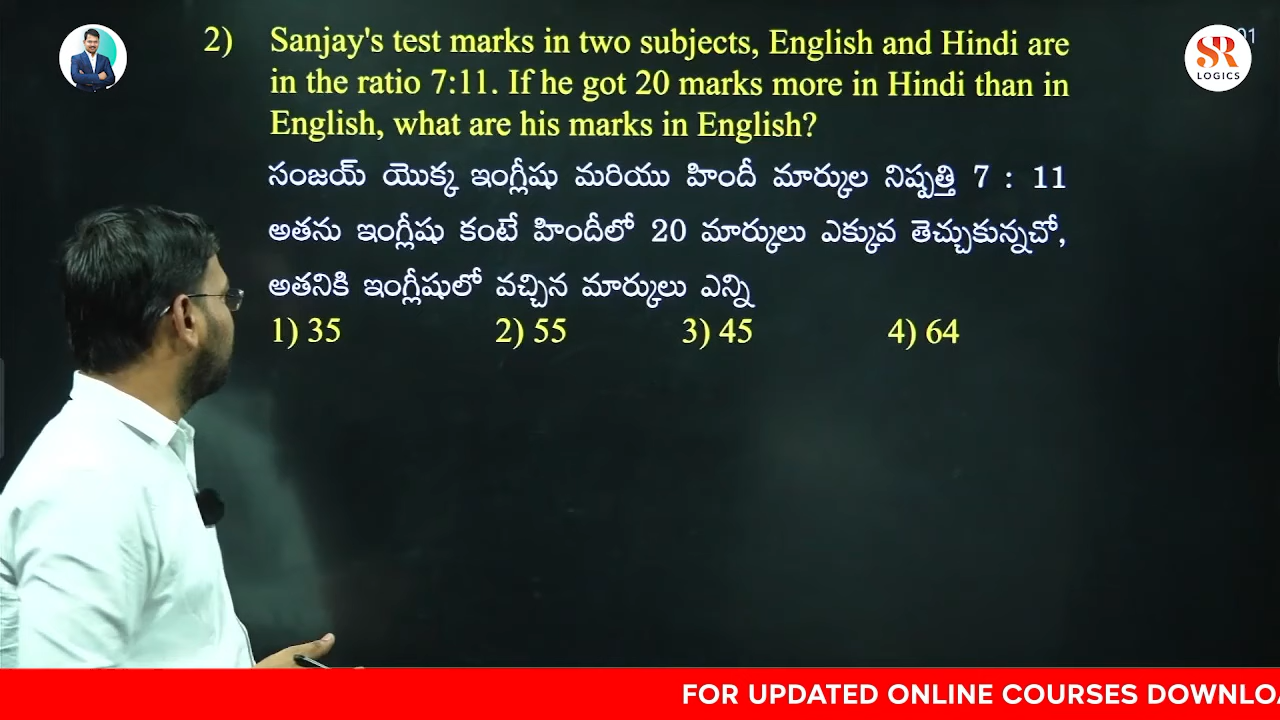 2) Sanjay's test marks in two subjects, English and Hindi are
in the ratio 7:11. If he got 20 marks more in Hindi than in
English, what are his marks in English?
సంజయ్ యొక్క ఇంగ్లీషు మరియు హిందీ మార్కుల నిష్పత్తి 7 : 11
అతను ఇంగ్లీషు కంటే హిందీలో 20 మార్కులు ఎక్కువ తెచ్చుకున్నచో,
అతనికి ఇంగ్లీషులో వచ్చిన మార్కులు ఎన్ని
1) 35 2) 55 3) 45 4) 64
SR
LOGICS
01
FOR UPDATED ONLINE COURSES DOWNLOA